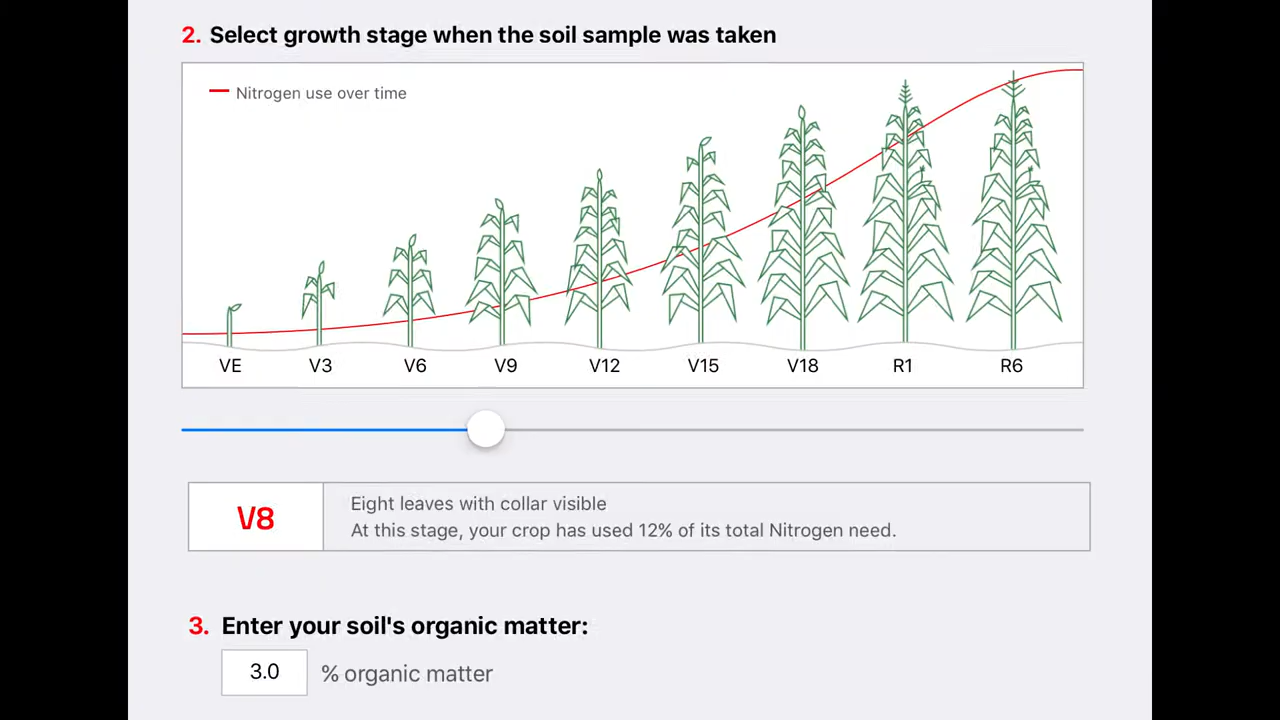 2. Select growth stage when the soil sample was taken
Nitrogen use over time
VE V3 V6 V9 V12 V15 V18 R1 R6
V8
Eight leaves with collar visible
At this stage, your crop has used 12% of its total Nitrogen need.
3. Enter your soil's organic matter:
3.0 % organic matter